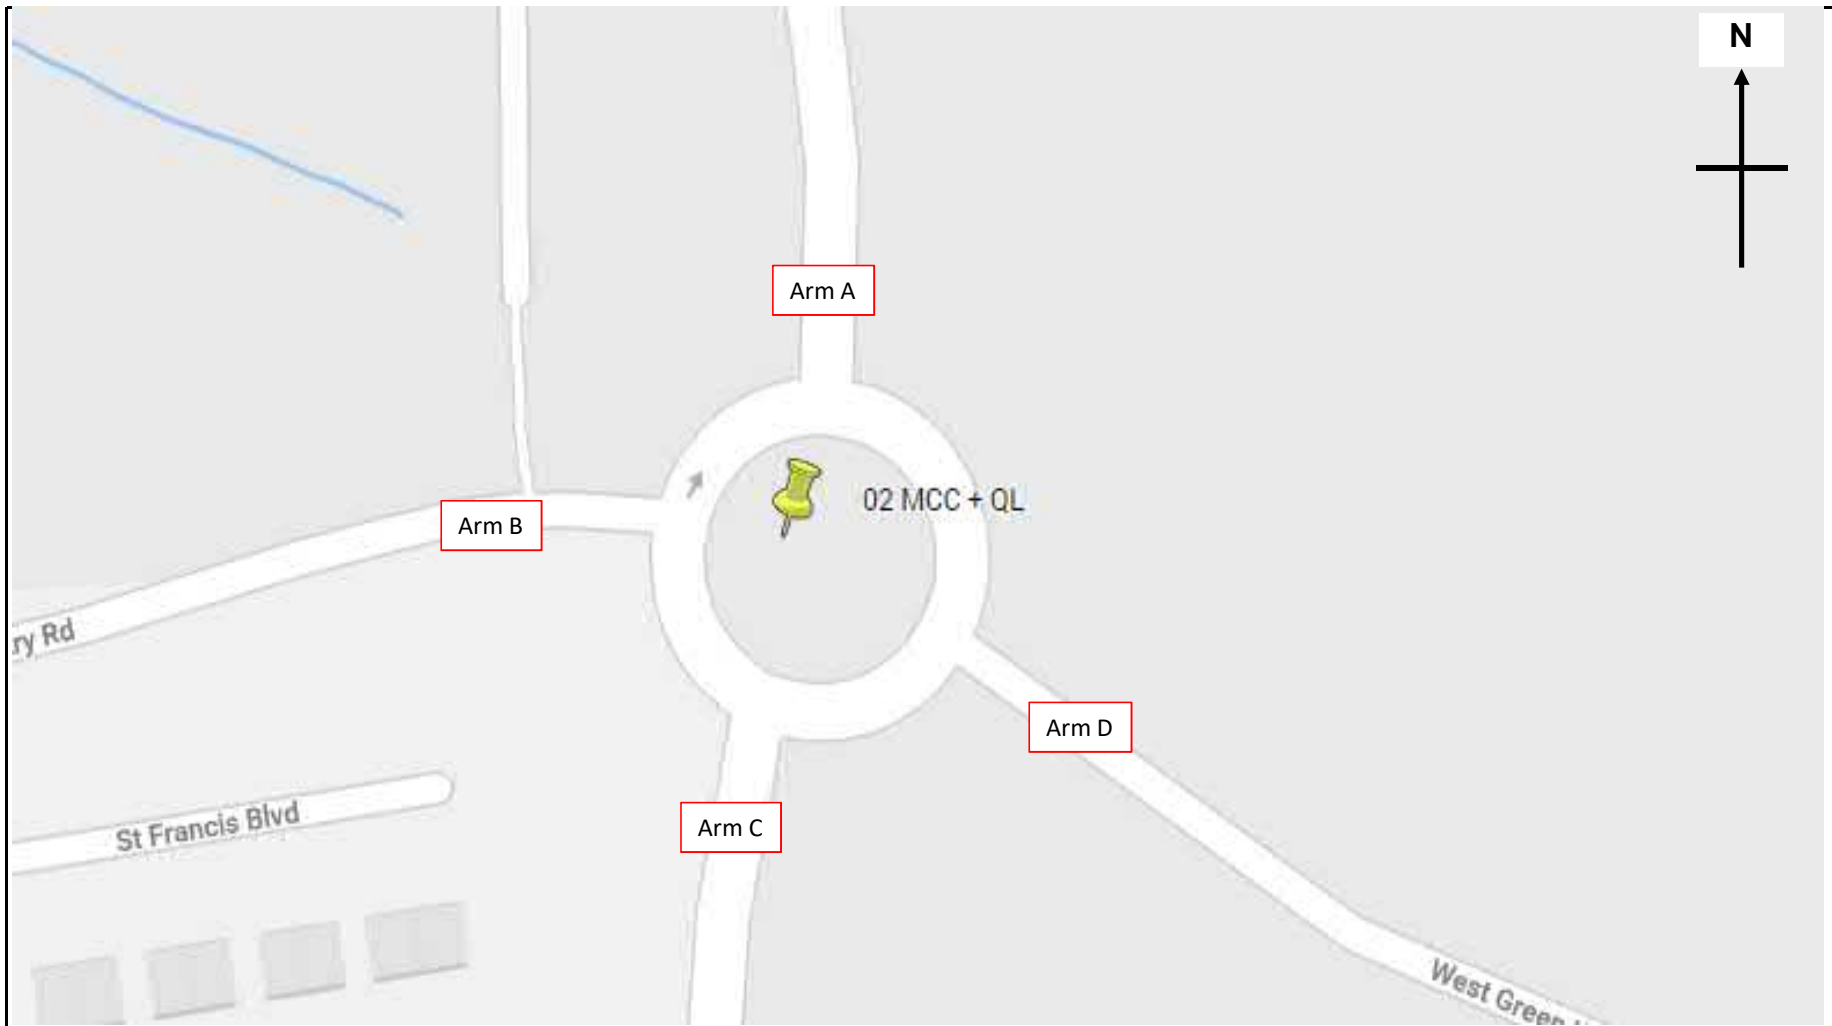 N
Arm A
02 MCC + QL
Arm B
ry Rd
Arm D
St Francis Blvd
Arm C
West Green